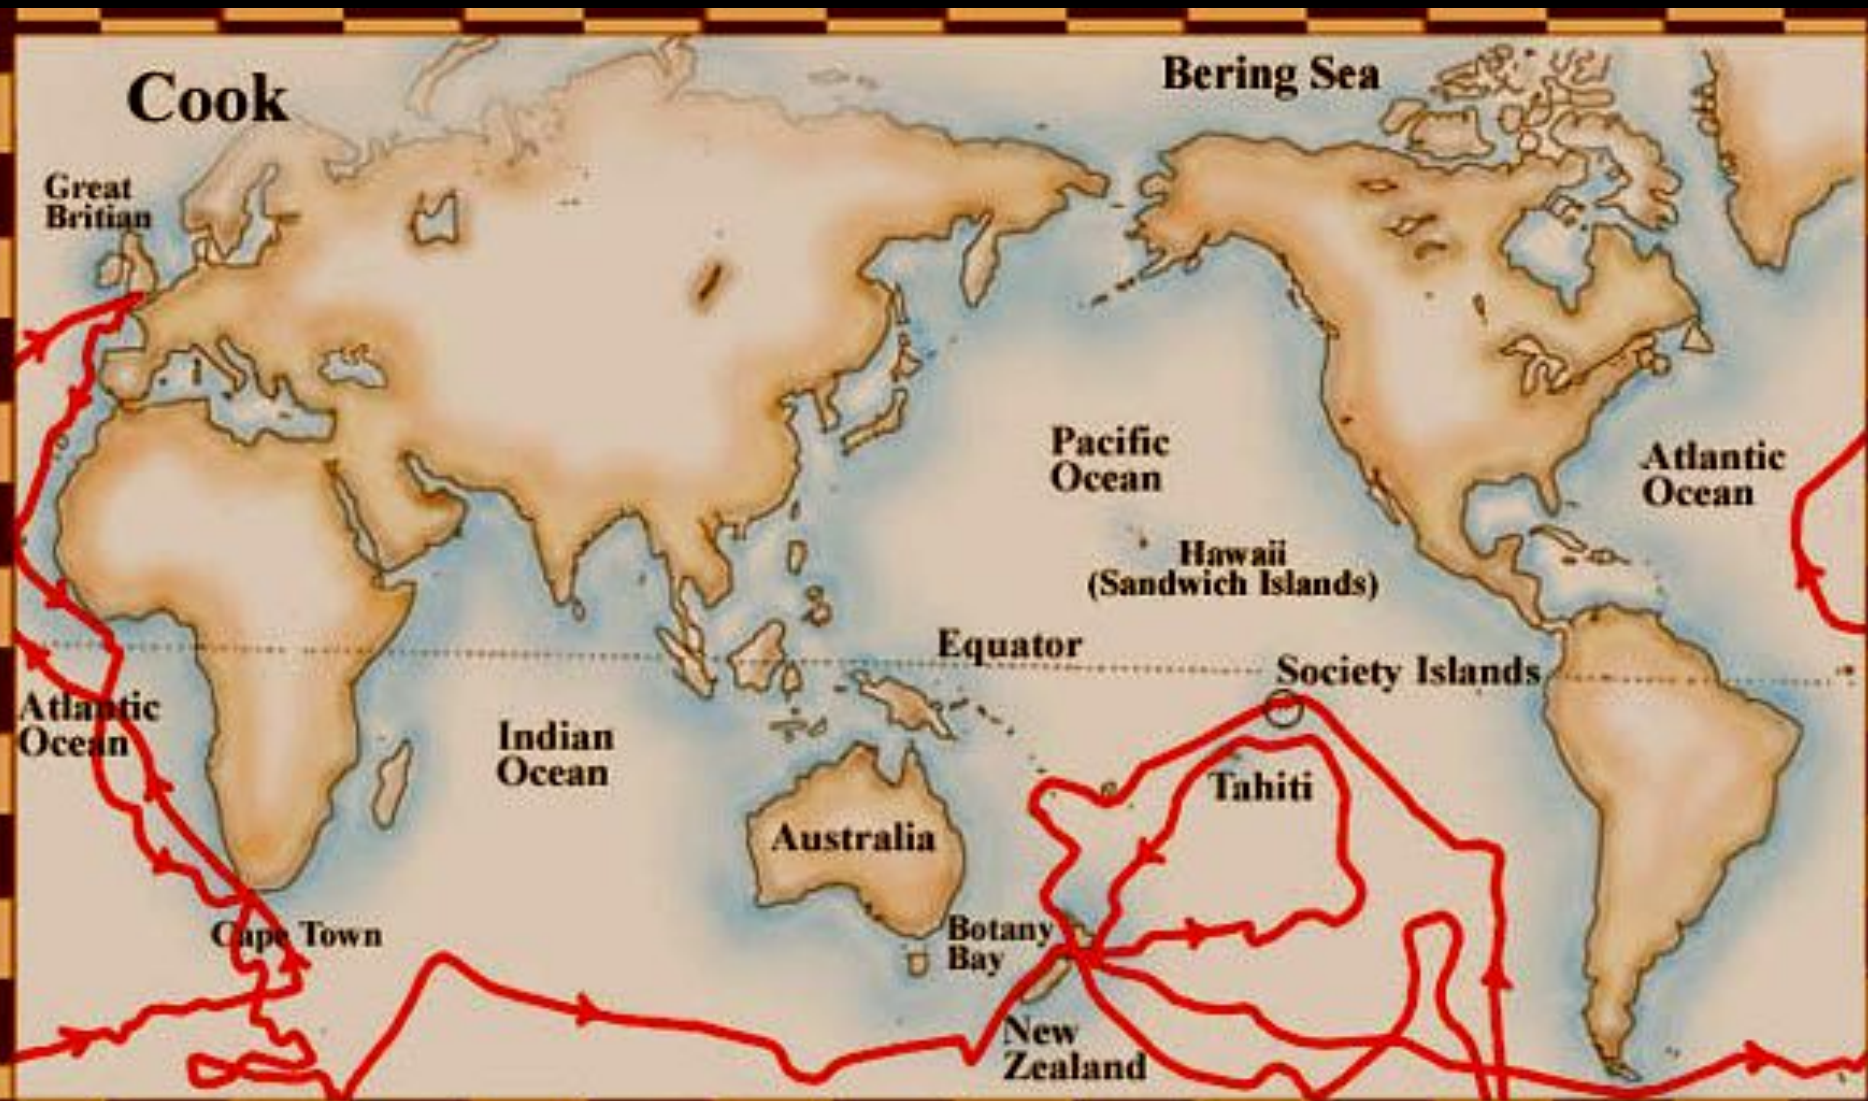 Cook
Bering Sea
Great
Britian
Pacific
Ocean
Atlantic
Ocean
Hawaii
(Sandwich Islands)
Equator
Society Islands
Atlantic
Ocean
Indian
Ocean
Tahiti
Australia
Cape Town
Botany
Bay
New
Zealand